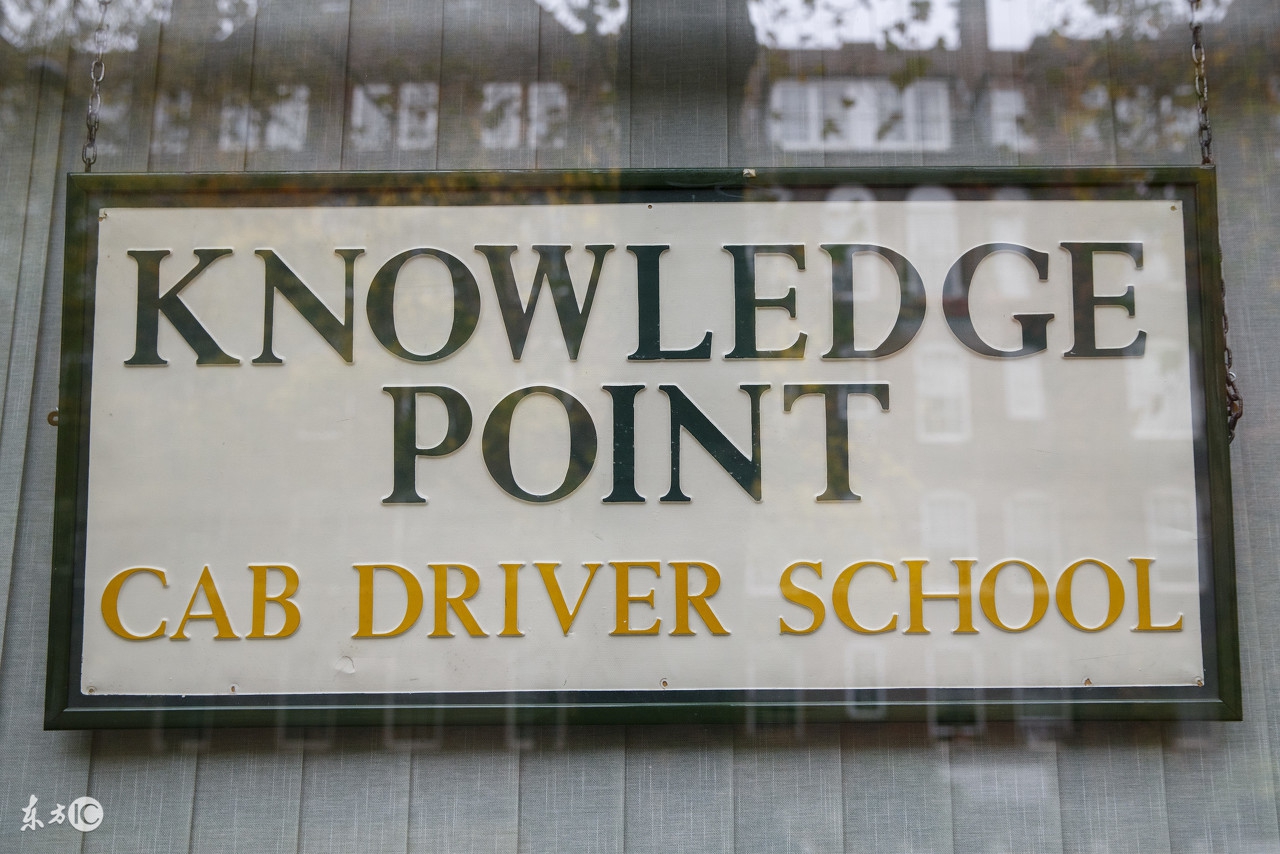 KNOWLEDGE
POINT
CAB DRIVER SCHOOL
东方IC